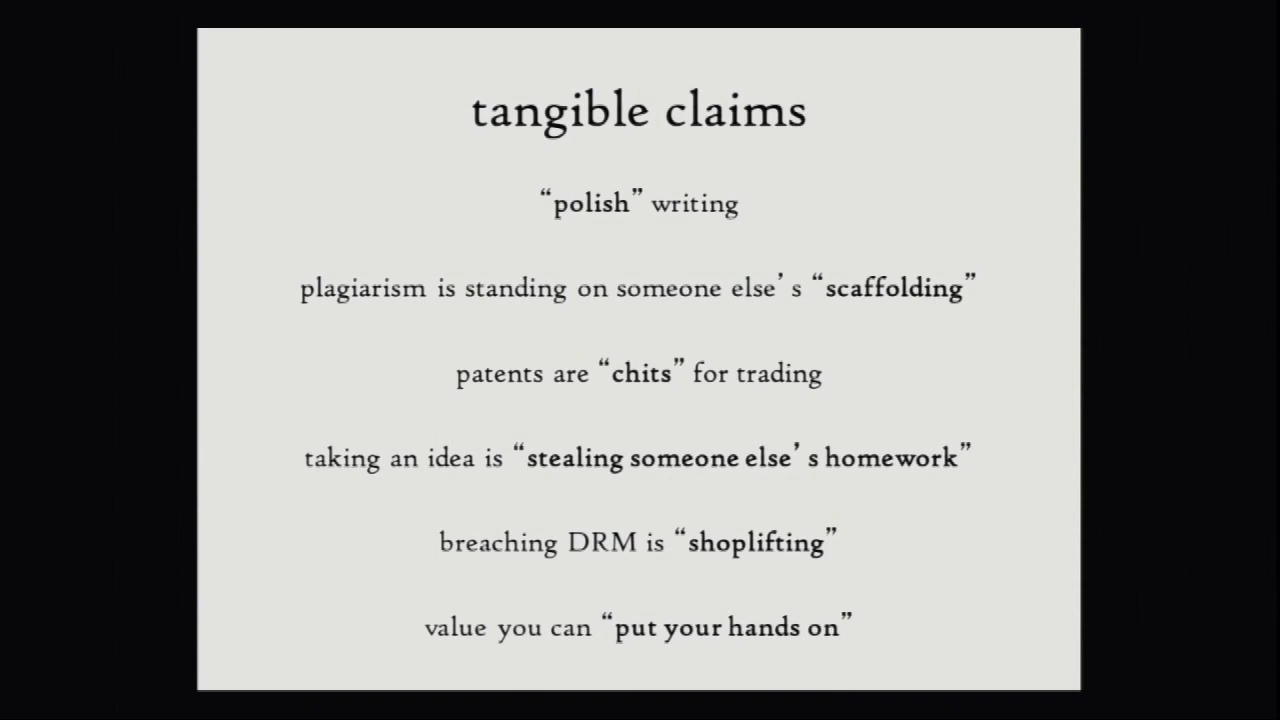 tangible claims
“polish” writing
plagiarism is standing on someone else’ s “scaffolding”
patents are “chits” for trading
taking an idea is “stealing someone else’ s homework”
breaching DRM is “shoplifting”
value you can “put your hands on”